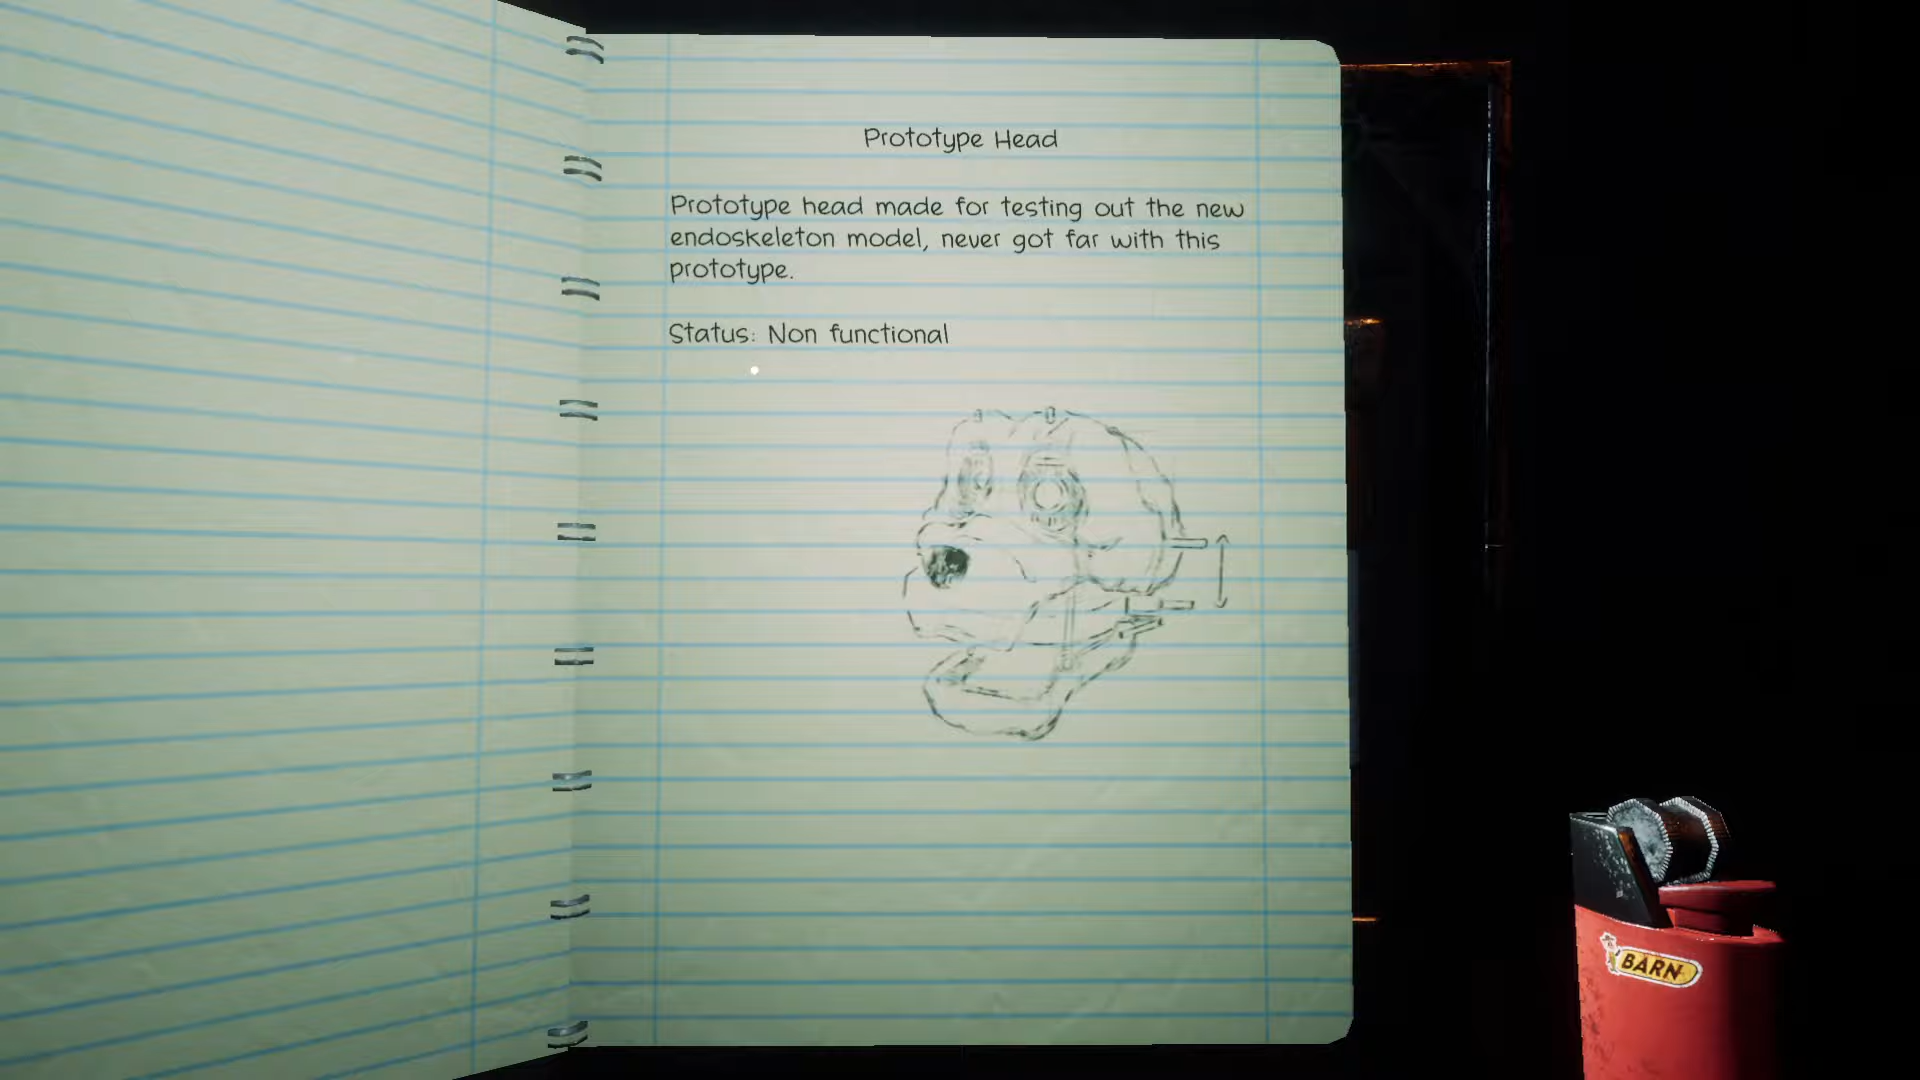 Prototype Head
Prototype head made for testing out the new
endoskeleton model, never got far with this
prototype.
Status: Non functional
BARN